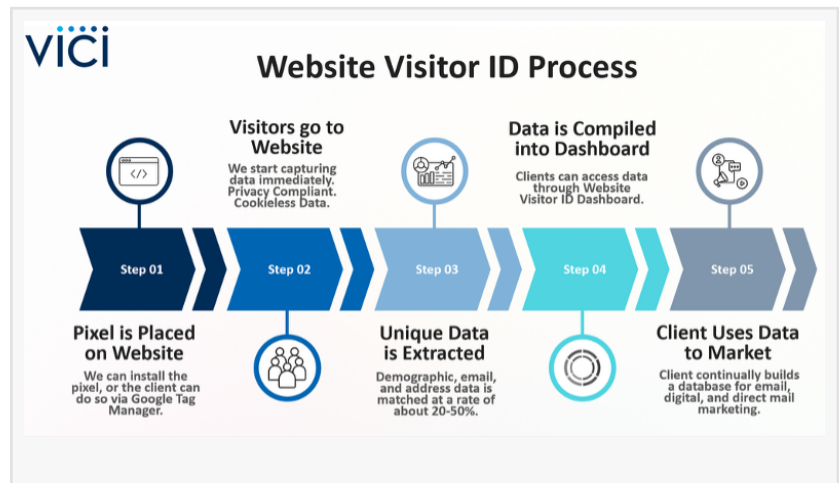 vici
Website Visitor ID Process
Visitors go to
Website
We start capturing
data immediately.
Privacy Compliant.
Cookieless Data.
Data is Compiled
into Dashboard
Clients can access data
through Website
Visitor ID Dashboard.
</>
Step 01
Step 02
Step 03
Step 04
Step 05
Pixel is Placed
on Website
We can install the
pixel, or the client can
do so via Google Tag
Manager.
Unique Data
is Extracted
Demographic, email,
and address data is
matched at a rate of
about 20-50%.
Client Uses Data
to Market
Client continually builds
a database for email,
digital, and direct mail
marketing.